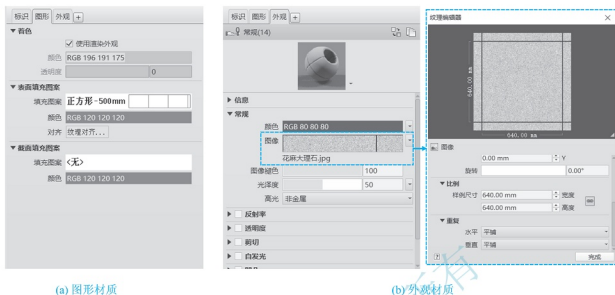 标识 图形 外观 +
▼着色
☑ 使用渲染外观
颜色 RGB 196 191 175
透明度 0
▼表面填充图案
填充图案 正方形-500mm
颜色 RGB 120 120 120
对齐 纹理对齐...
▼截面填充图案
填充图案 <无>
颜色 RGB 120 120 120
(a) 图形材质
标识 图形 外观 +
常规(14)
▶信息
▼常规
颜色 RGB 80 80 80
图像
花麻大理石.jpg
图像褪色 100
光泽度 50
高光 非金属
▶ 反射率
▶ 透明度
▶ 剪切
▶ 自发光
纹理编辑器
640.00 mm
640.00 mm
图像
0.00 mm Y
旋转 0.00°
▼比例
样例尺寸 640.00 mm 宽度
640.00 mm 高度
▼重复
水平 平铺
垂直 平铺
? 完成
(b) 外观材质
所有